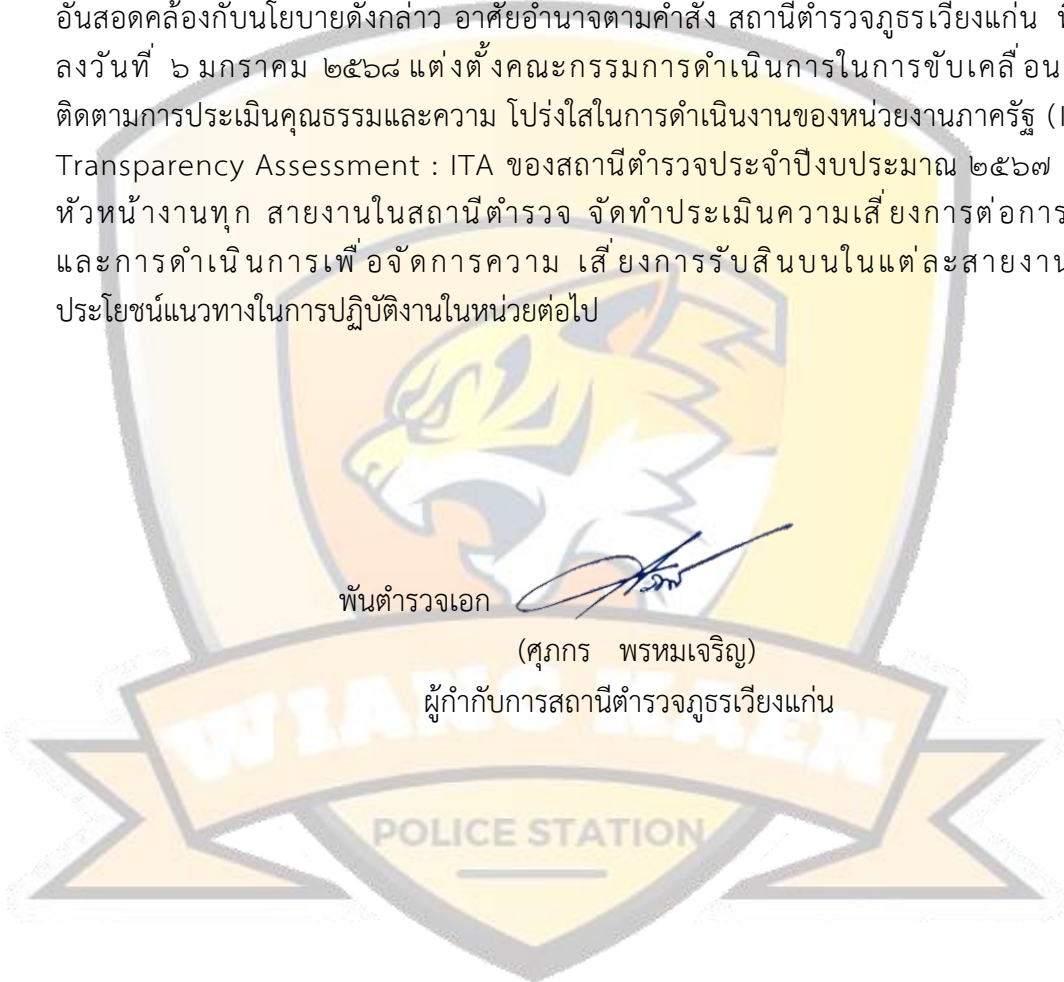 อันสอดคล้องกับนโยบายดังกล่าว อาศัยอำนาจตามคำสั่ง สถานีตำรวจภูธรเวียงแก่น
ลงวันที่ ๖ มกราคม ๒๕๖๘ แต่งตั้งคณะกรรมการดำเนินการในการขับเคลื่อน
ติดตามการประเมินคุณธรรมและความ โปร่งใสในการดำเนินงานของหน่วยงานภาครัฐ (
Transparency Assessment : ITA ของสถานีตำรวจประจำปีงบประมาณ ๒๕๖๗
หัวหน้างานทุก สายงานในสถานีตำรวจ จัดทำประเมินความเสี่ยงการต่อการ
และการดำเนินการเพื่อจัดการความ เสี่ยงการรับสินบนในแต่ละสายงาน
ประโยชน์แนวทางในการปฏิบัติงานในหน่วยต่อไป
พันตำรวจเอก
(ศุภกร พรหมเจริญ)
ผู้กำกับการสถานีตำรวจภูธรเวียงแก่น
WIANG KAEN
POLICE STATION